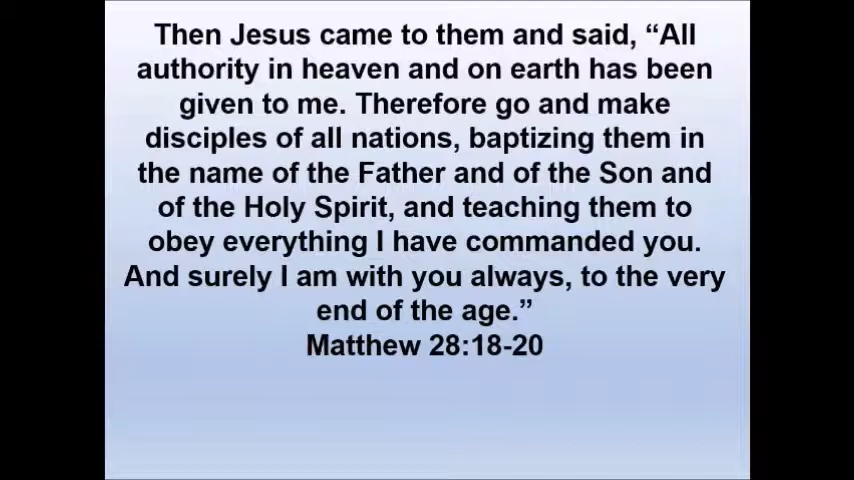 Then Jesus came to them and said, “All
authority in heaven and on earth has been
given to me. Therefore go and make
disciples of all nations, baptizing them in
the name of the Father and of the Son and
of the Holy Spirit, and teaching them to
obey everything I have commanded you.
And surely I am with you always, to the very
end of the age.”
Matthew 28:18-20